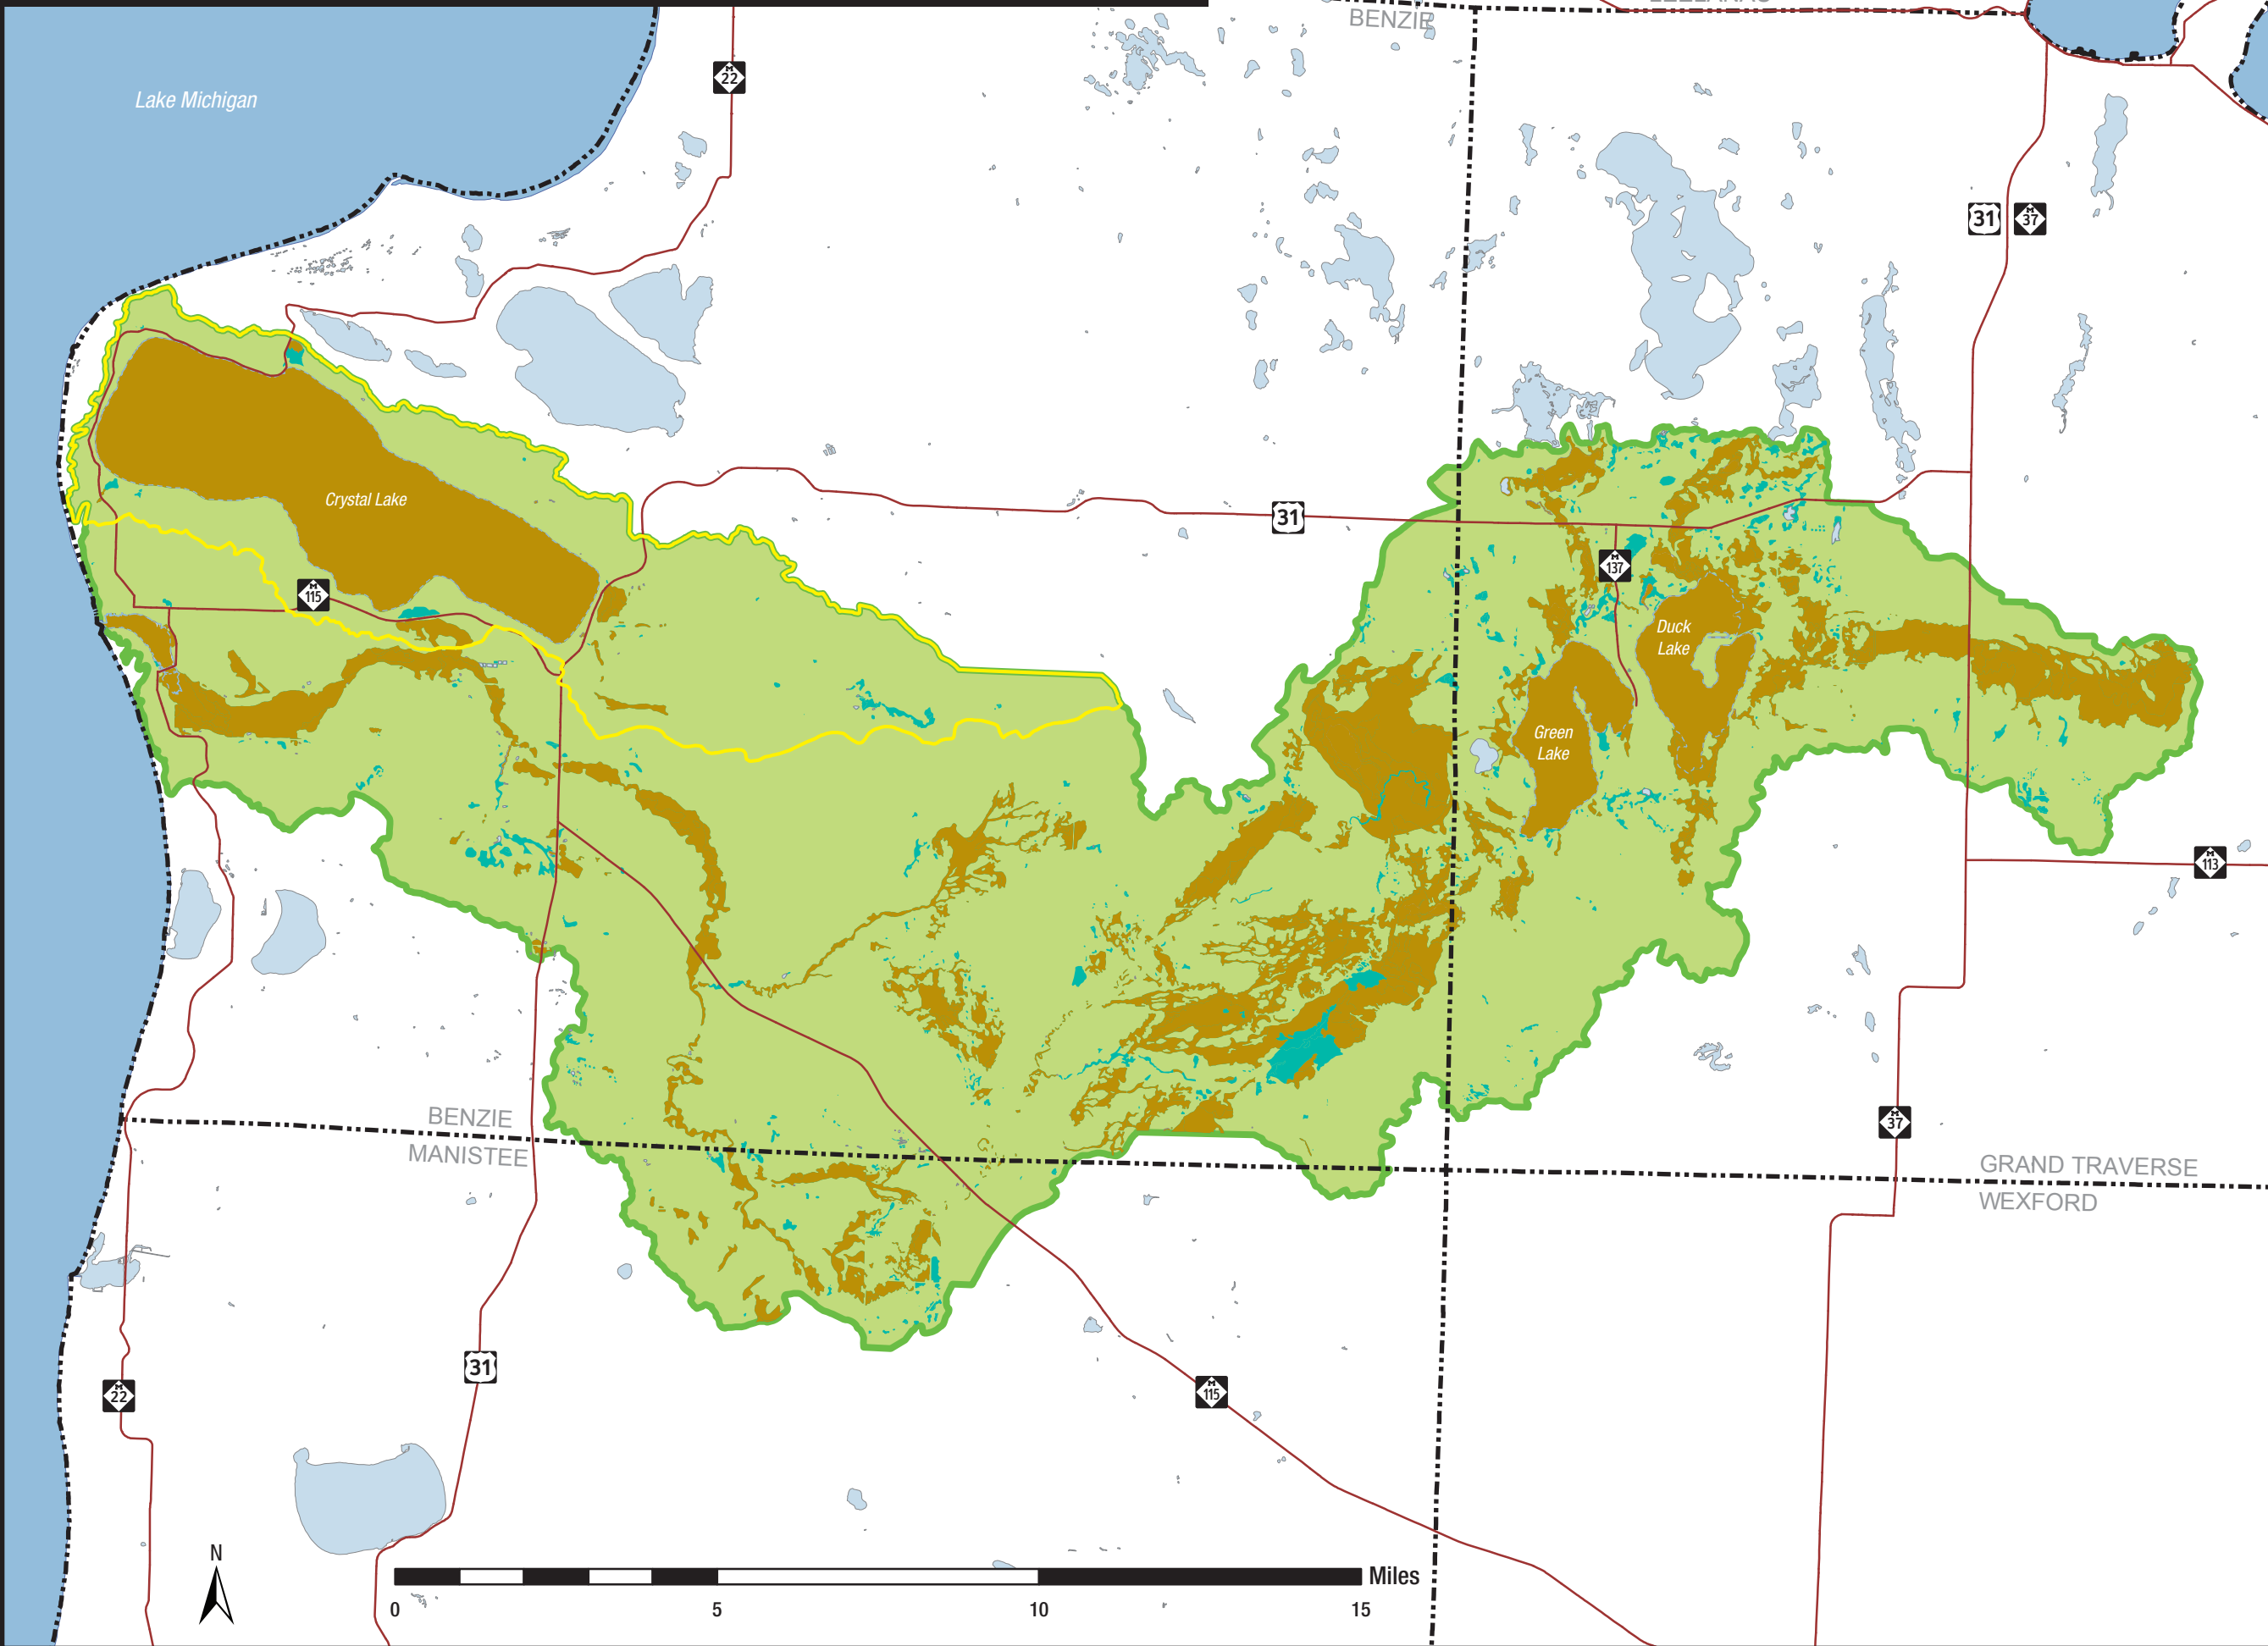 BENZIE
M
22
Lake Michigan
31
M
37
Crystal Lake
31
M
137
M
115
Duck
Lake
Green
Lake
M
113
BENZIE
MANISTEE
M
37
GRAND TRAVERSE
WEXFORD
31
M
22
M
115
N
Miles
0
5
10
15